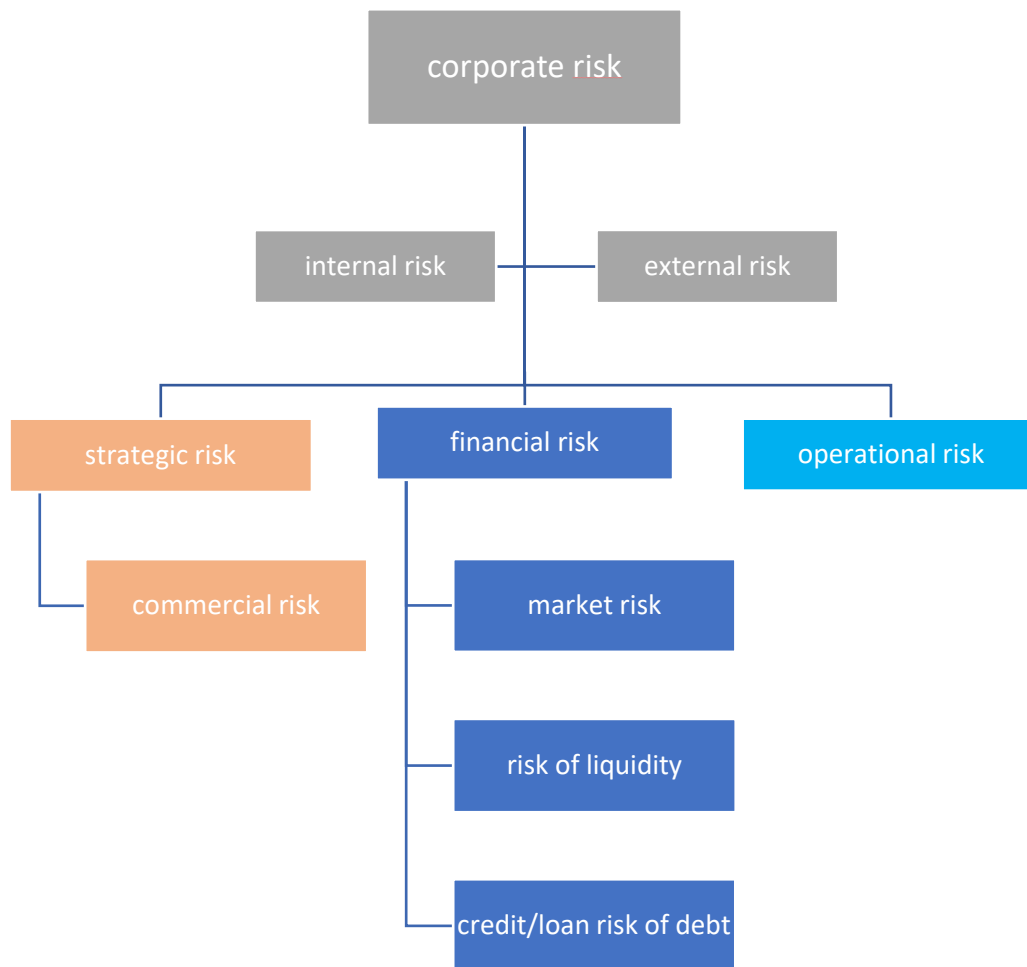 corporate risk
internal risk
external risk
strategic risk
financial risk
operational risk
commercial risk
market risk
risk of liquidity
credit/loan risk of debt